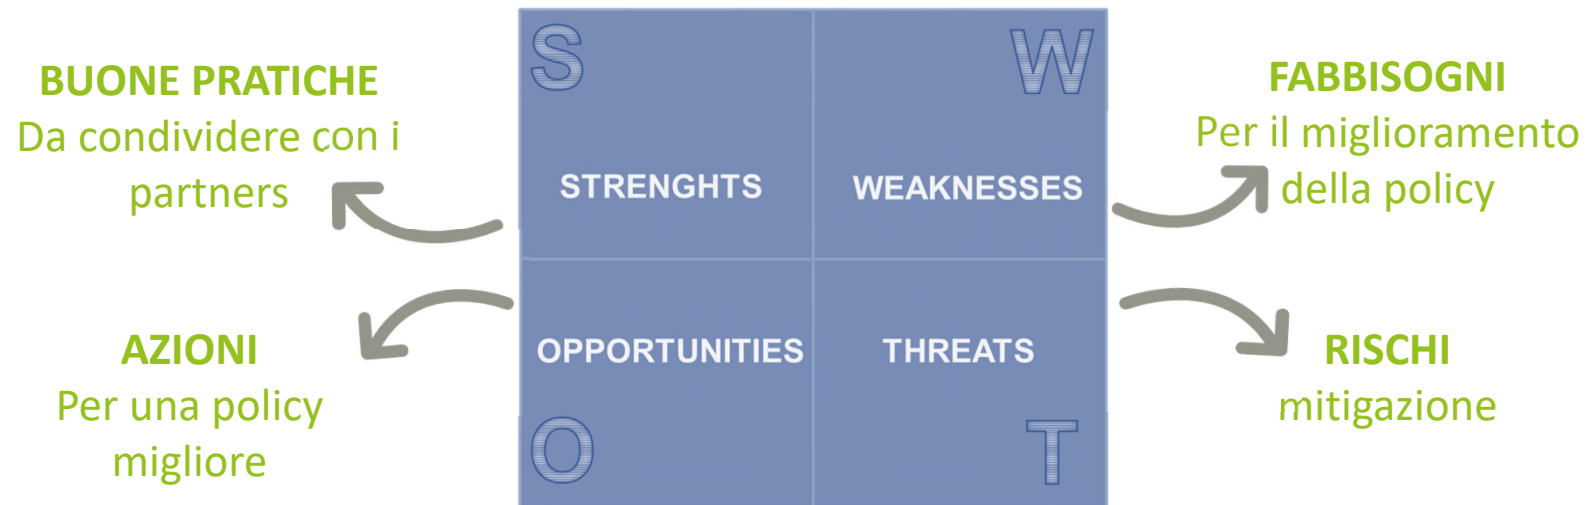 BUONE PRATICHE
Da condividere con i
partners
S
W
STRENGHTS
WEAKNESSES
FABBISOGNI
Per il miglioramento
della policy
AZIONI
Per una policy
migliore
OPPORTUNITIES
THREATS
O
T
RISCHI
mitigazione